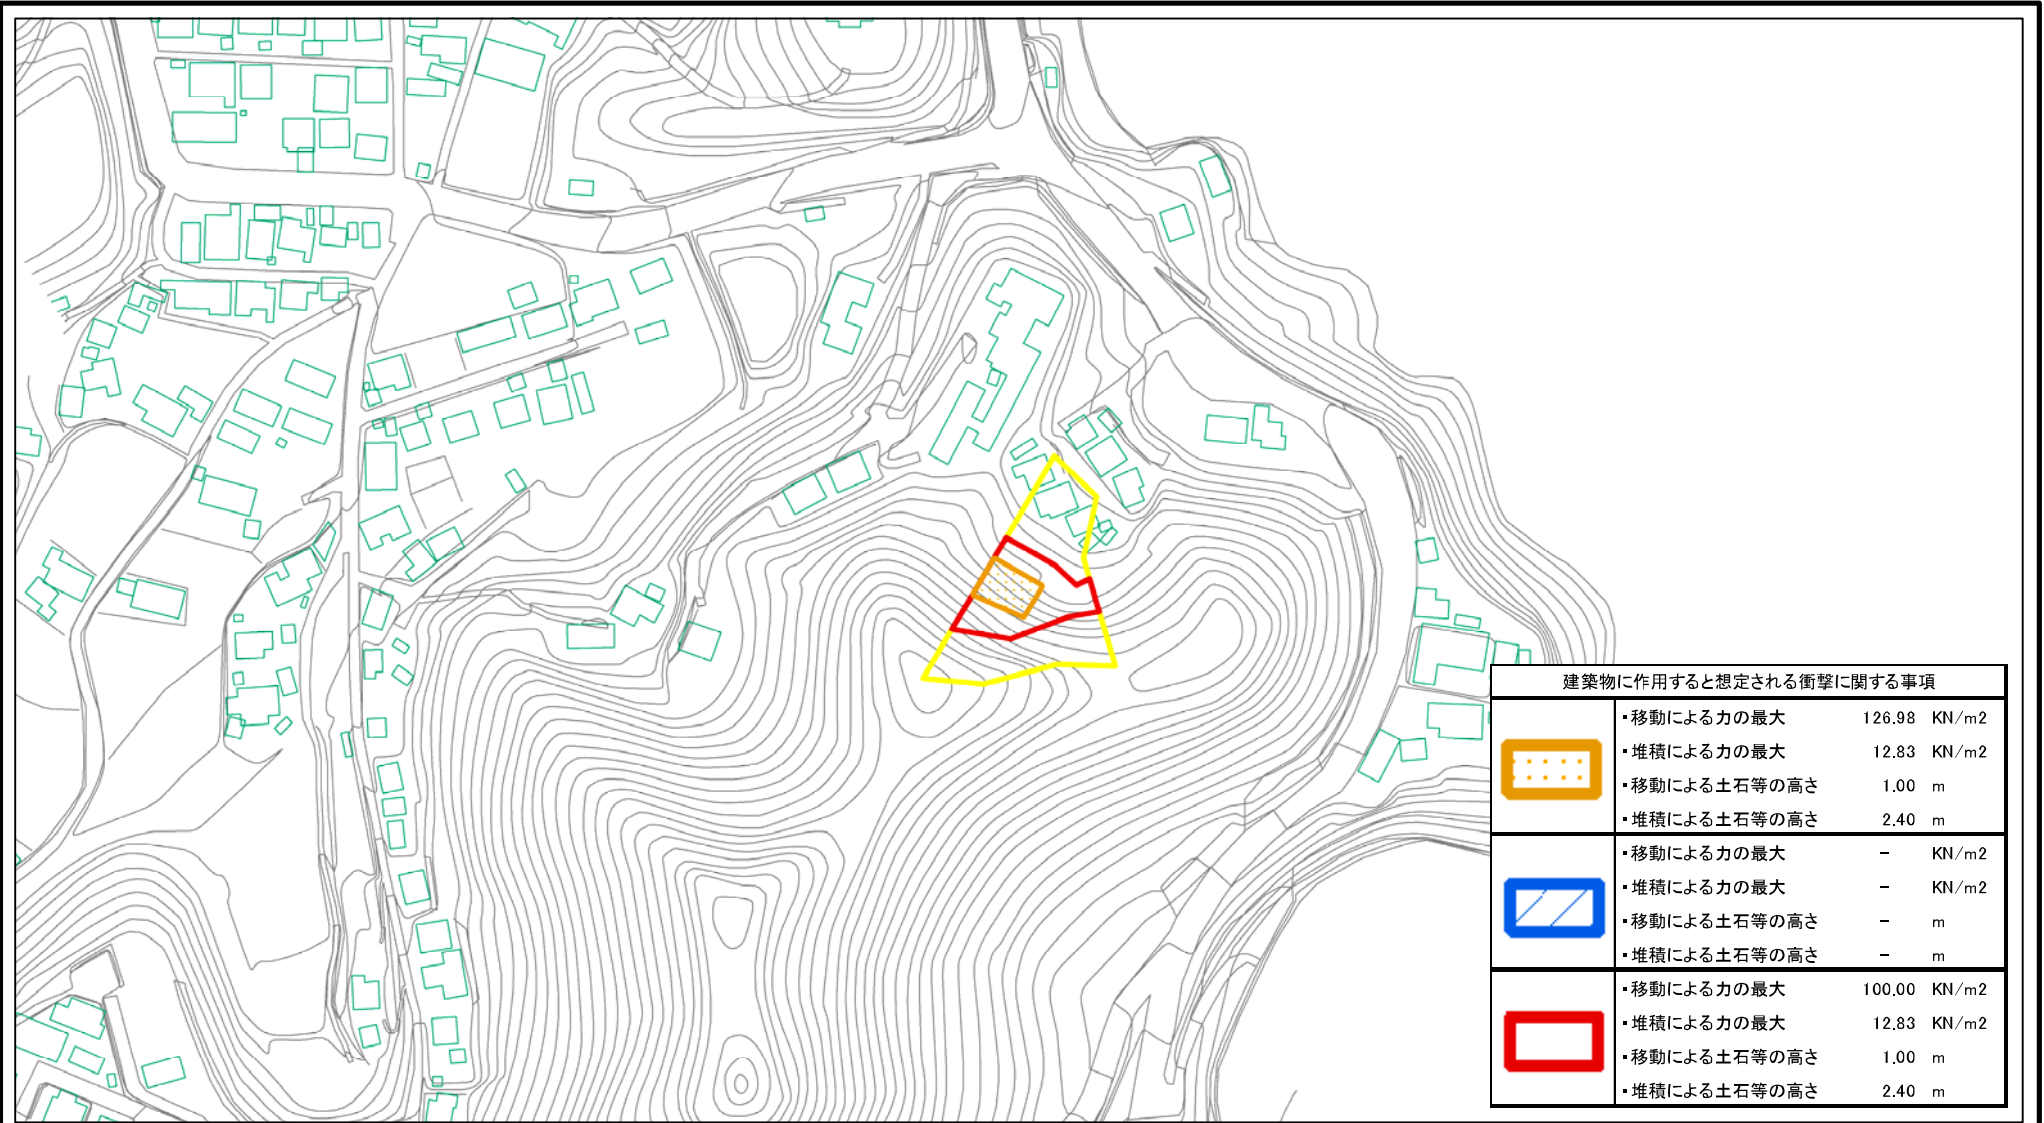 建築物に作用すると想定される衝撃に関する事項
・移動による力の最大 126.98 KN/m2
・堆積による力の最大 12.83 KN/m2
・移動による土石等の高さ 1.00 m
・堆積による土石等の高さ 2.40 m
・移動による力の最大 － KN/m2
・堆積による力の最大 － KN/m2
・移動による土石等の高さ － m
・堆積による土石等の高さ － m
・移動による力の最大 100.00 KN/m2
・堆積による力の最大 12.83 KN/m2
・移動による土石等の高さ 1.00 m
・堆積による土石等の高さ 2.40 m